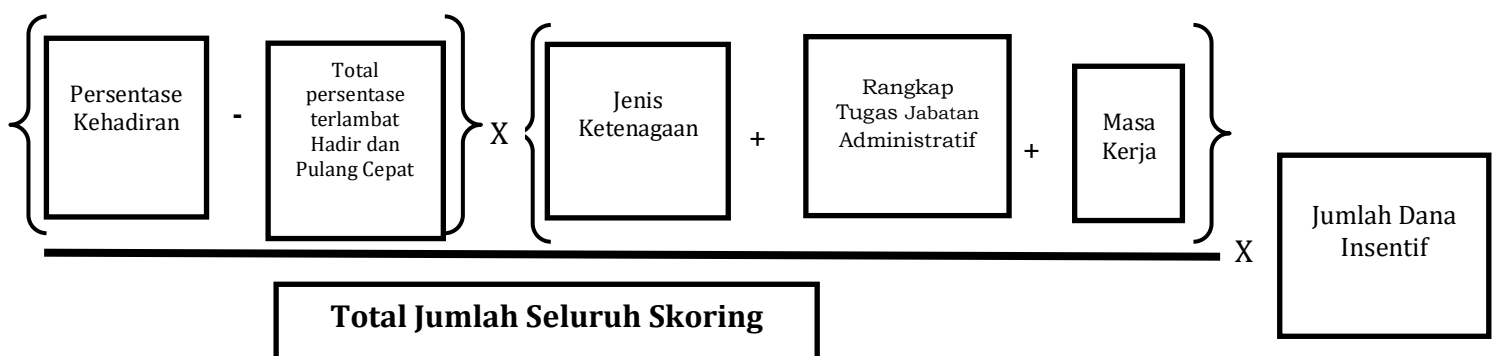 Persentase
Kehadiran
-
Total
persentase
terlambat
Hadir dan
Pulang Cepat
X
Jenis
Ketenagaan
+
Rangkap
Tugas Jabatan
Administratif
+
Masa
Kerja
X
Jumlah Dana
Insentif
Total Jumlah Seluruh Skoring